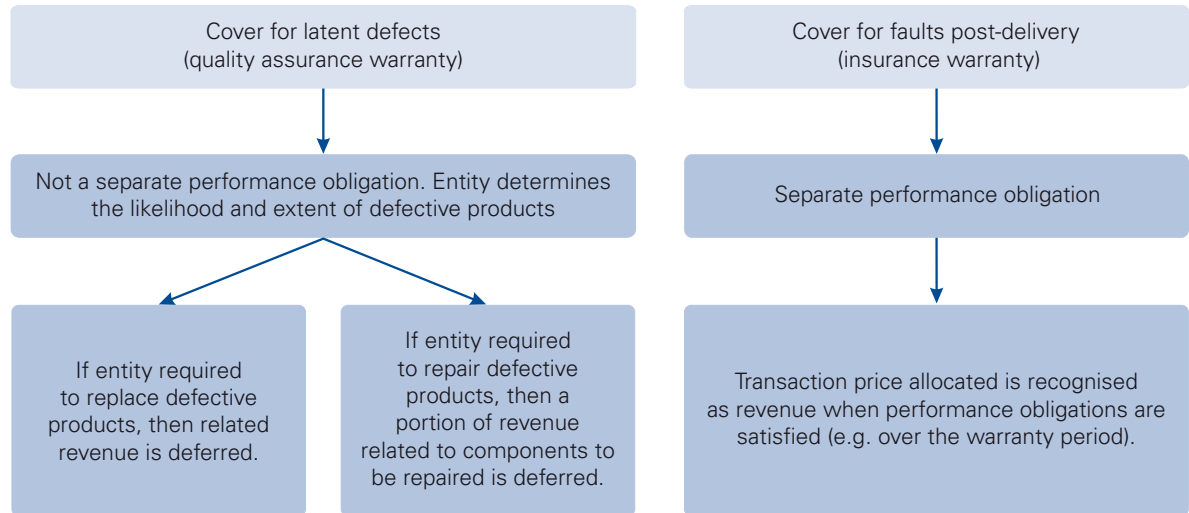 Cover for latent defects
(quality assurance warranty)
Not a separate performance obligation. Entity determines
the likelihood and extent of defective products
If entity required
to replace defective
products, then related
revenue is deferred.
If entity required
to repair defective
products, then a
portion of revenue
related to components to
be repaired is deferred.
Cover for faults post-delivery
(insurance warranty)
Separate performance obligation
Transaction price allocated is recognised
as revenue when performance obligations are
satisfied (e.g. over the warranty period).